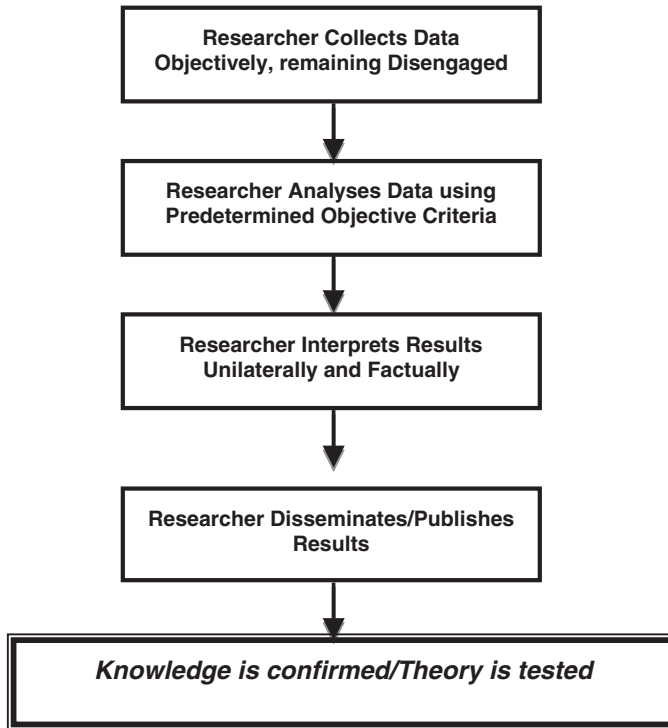 Researcher Collects Data
Objectively, remaining Disengaged
Researcher Analyses Data using
Predetermined Objective Criteria
Researcher Interprets Results
Unilaterally and Factually
Researcher Disseminates/Publishes
Results
Knowledge is confirmed/Theory is tested